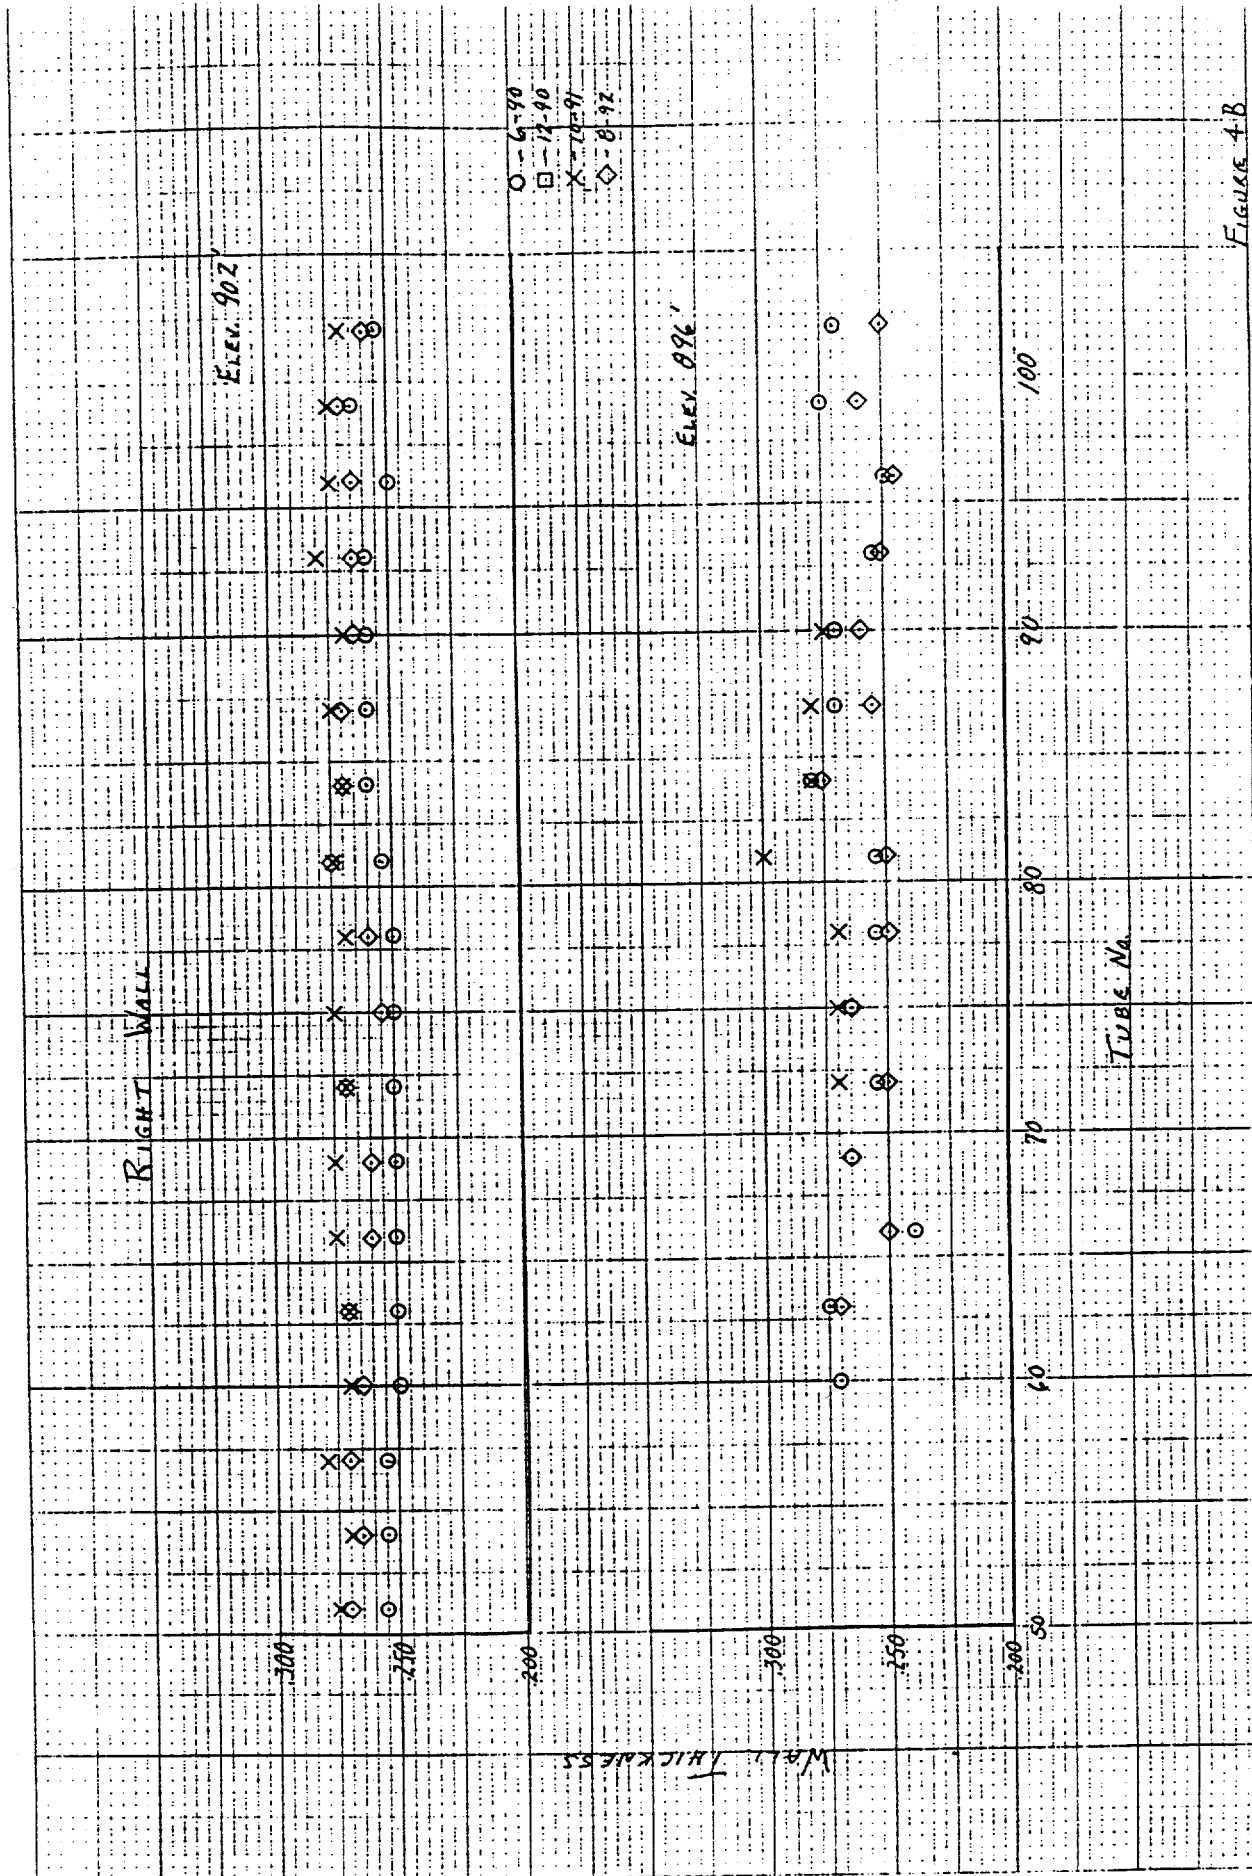 RIGHT WALL
ELEV. 902'
O - 6-90
□ - 12-90
X - 10-91
◇ - 8-92
.300
.250
.200
ELEV. 896'
.300
.250
.200
50
60
70
80
90
100
WALL THICKNESS
TUBE NO.
FIGURE 4B